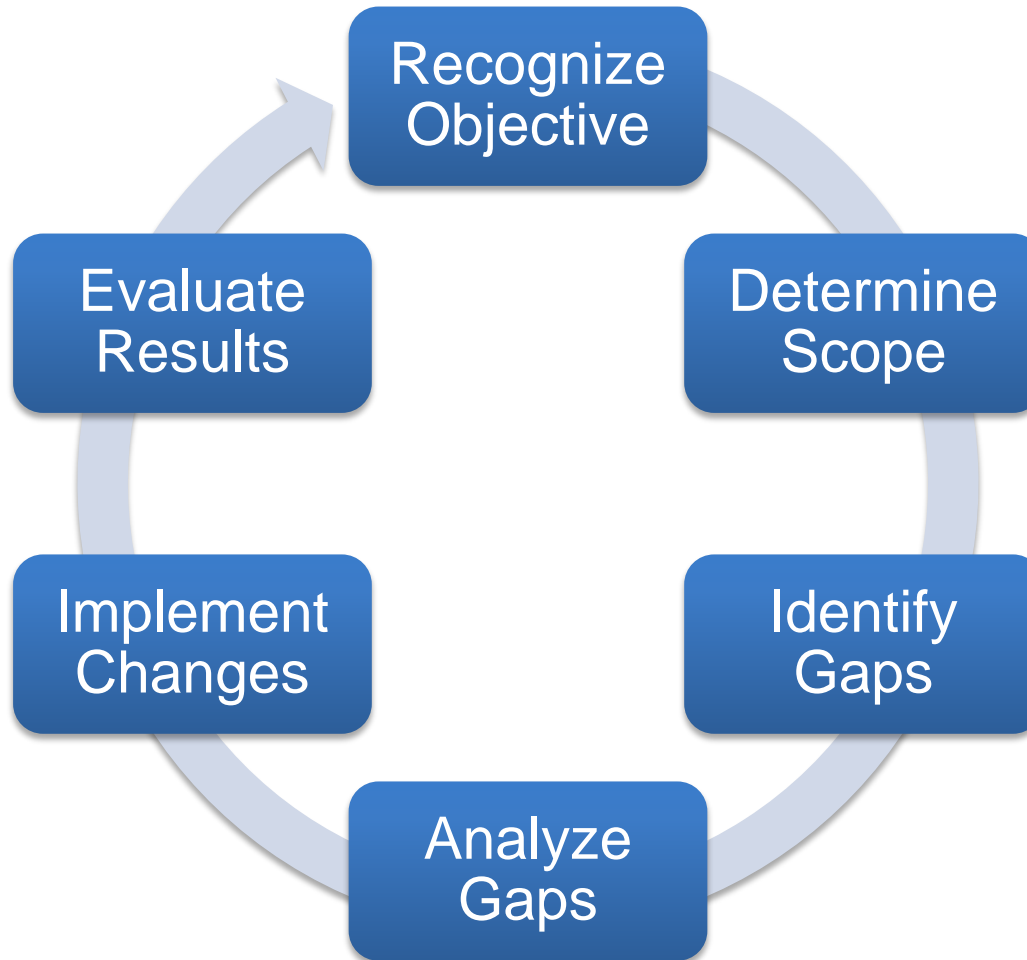 Recognize
Objective
Determine
Scope
Identify
Gaps
Analyze
Gaps
Implement
Changes
Evaluate
Results